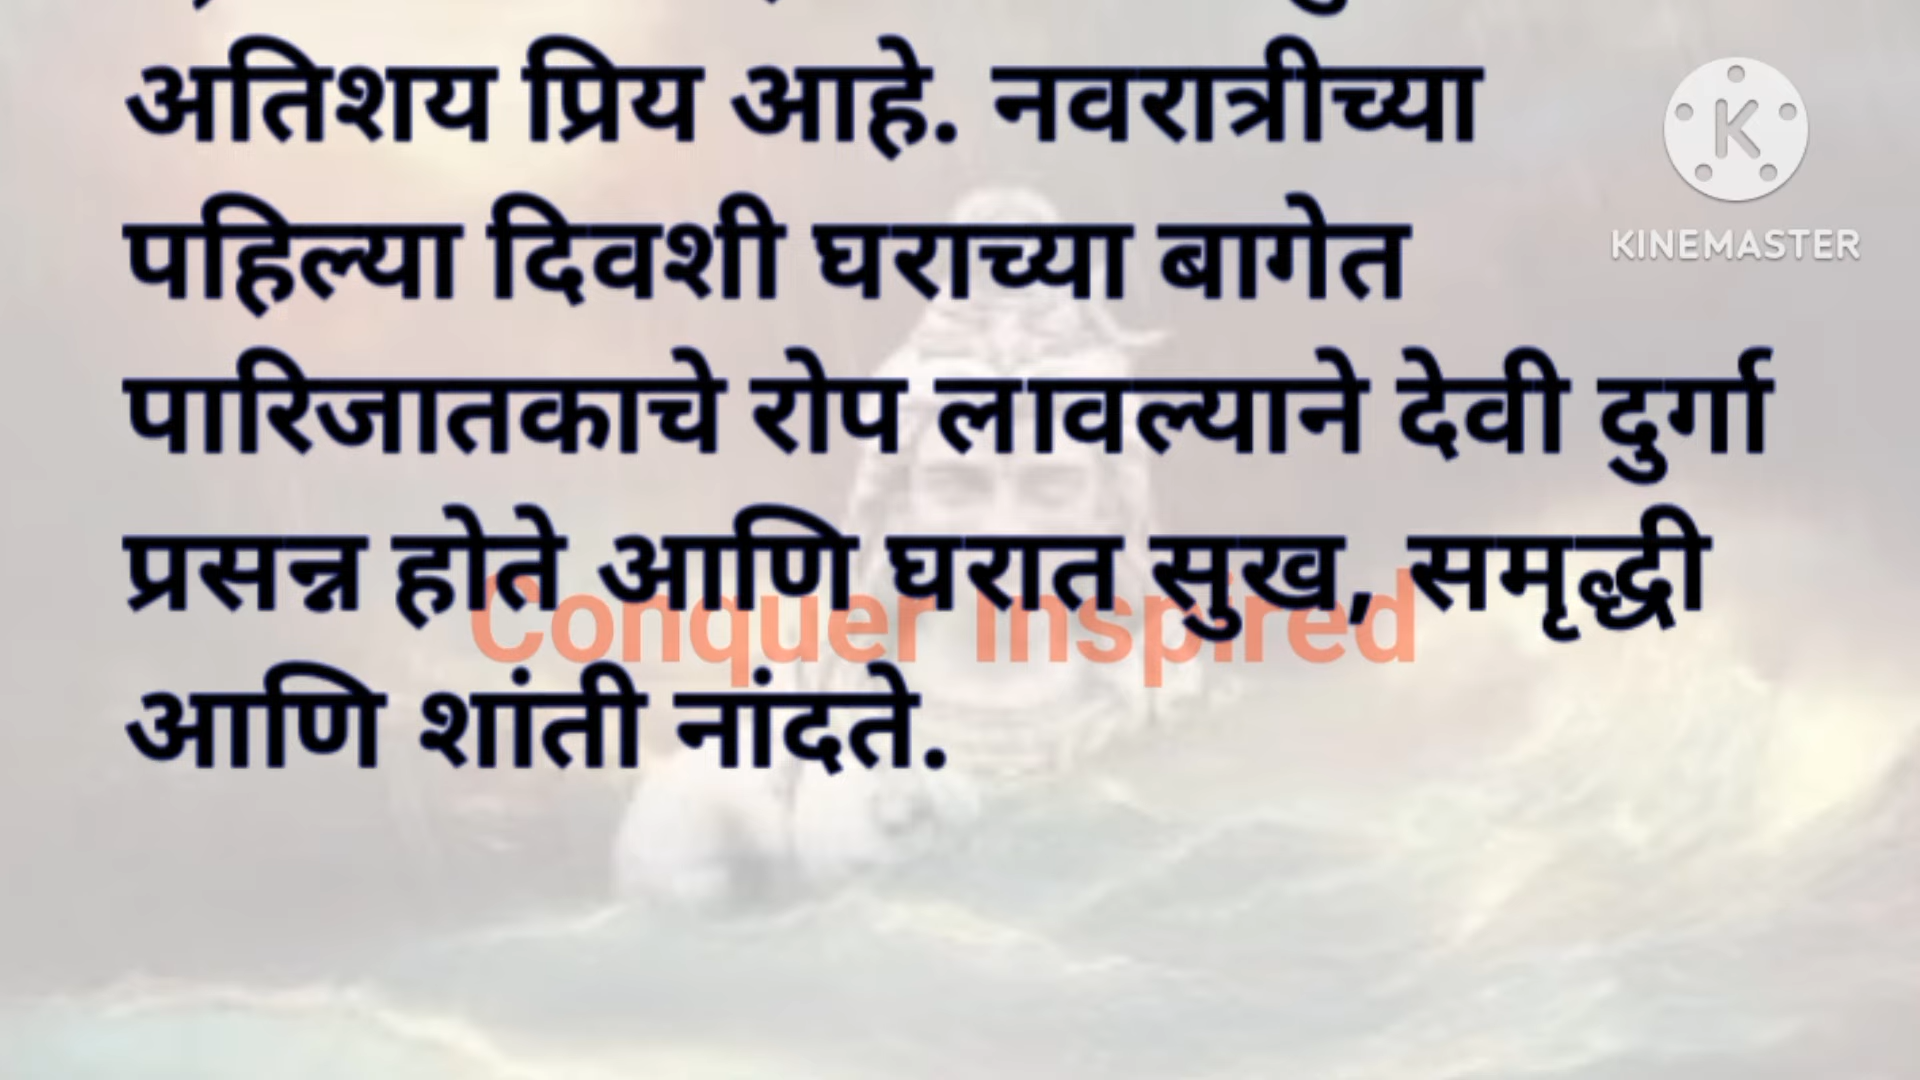 अतिशय प्रिय आहे. नवरात्रीच्या
पहिल्या दिवशी घराच्या बागेत
पारिजातकाचे रोप लावल्याने देवी दुर्गा
प्रसन्न होते आणि घरात सुख, समृद्धी
आणि शांती नांदते.
Conquer Inspired
K
KINEMASTER